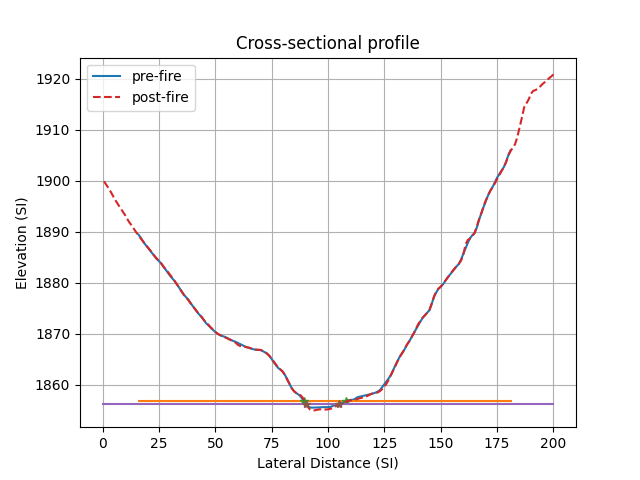 Cross-sectional profile
pre-fire
post-fire
1920
1910
1900
1890
1880
1870
1860
Elevation (SI)
0 25 50 75 100 125 150 175 200
Lateral Distance (SI)